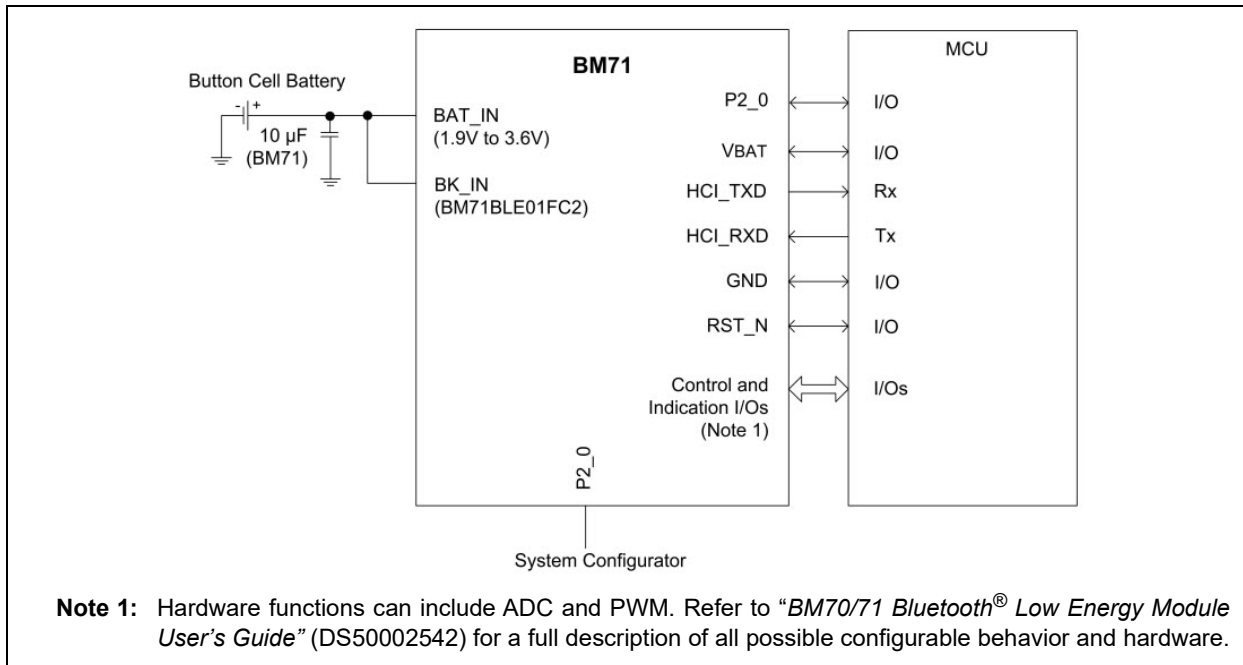 BM71
MCU
Button Cell Battery
- +
10 µF
(BM71)
BAT_IN
(1.9V to 3.6V)
BK_IN
(BM71BLE01FC2)
P2_0
I/O
VBAT
I/O
HCI_TXD
Rx
HCI_RXD
Tx
GND
I/O
RST_N
I/O
Control and
Indication I/Os
(Note 1)
I/Os
P2_0
System Configurator
Note 1: Hardware functions can include ADC and PWM. Refer to “BM70/71 Bluetooth® Low Energy Module
User’s Guide” (DS50002542) for a full description of all possible configurable behavior and hardware.